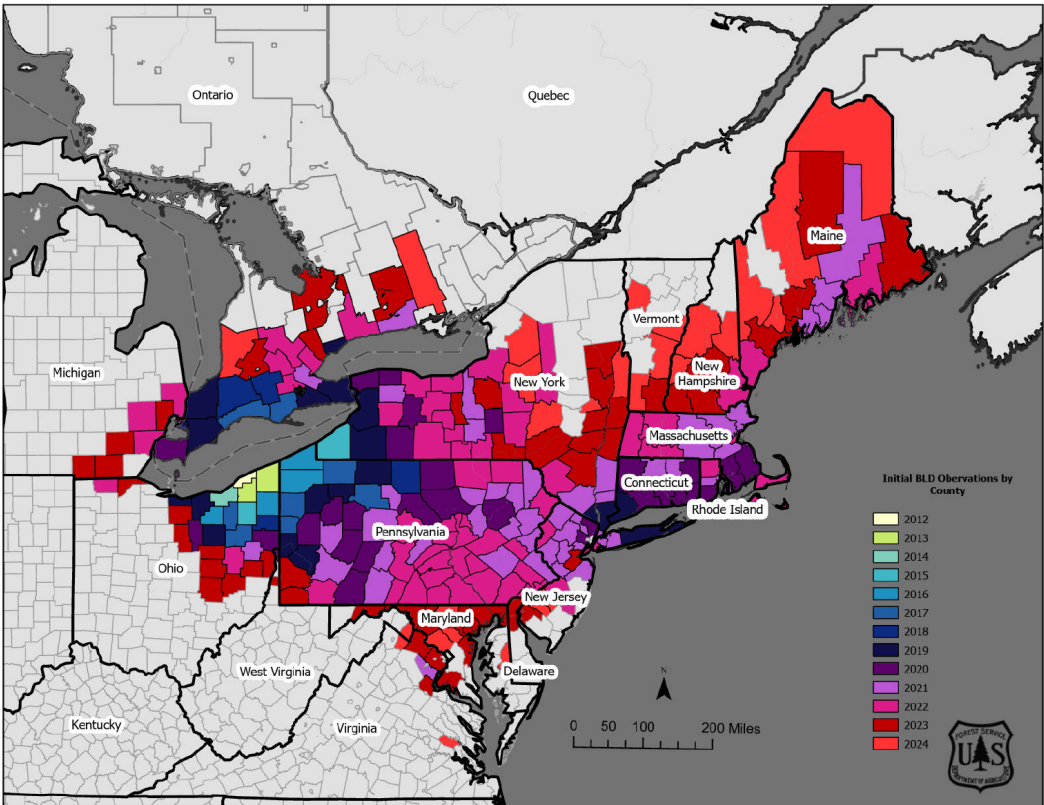 Ontario
Quebec
Maine
Vermont
Michigan
New York
New
Hampshire
Massachusetts
Connecticut
Rhode Island
Pennsylvania
Ohio
New Jersey
Maryland
Delaware
West Virginia
Virginia
Kentucky
Initial BLD Obervations by
County
2012
2013
2014
2015
2016
2017
2018
2019
2020
2021
2022
2023
2024
N
0 50 100 200 Miles
FOREST SERVICE
U S
DEPARTMENT OF AGRICULTURE